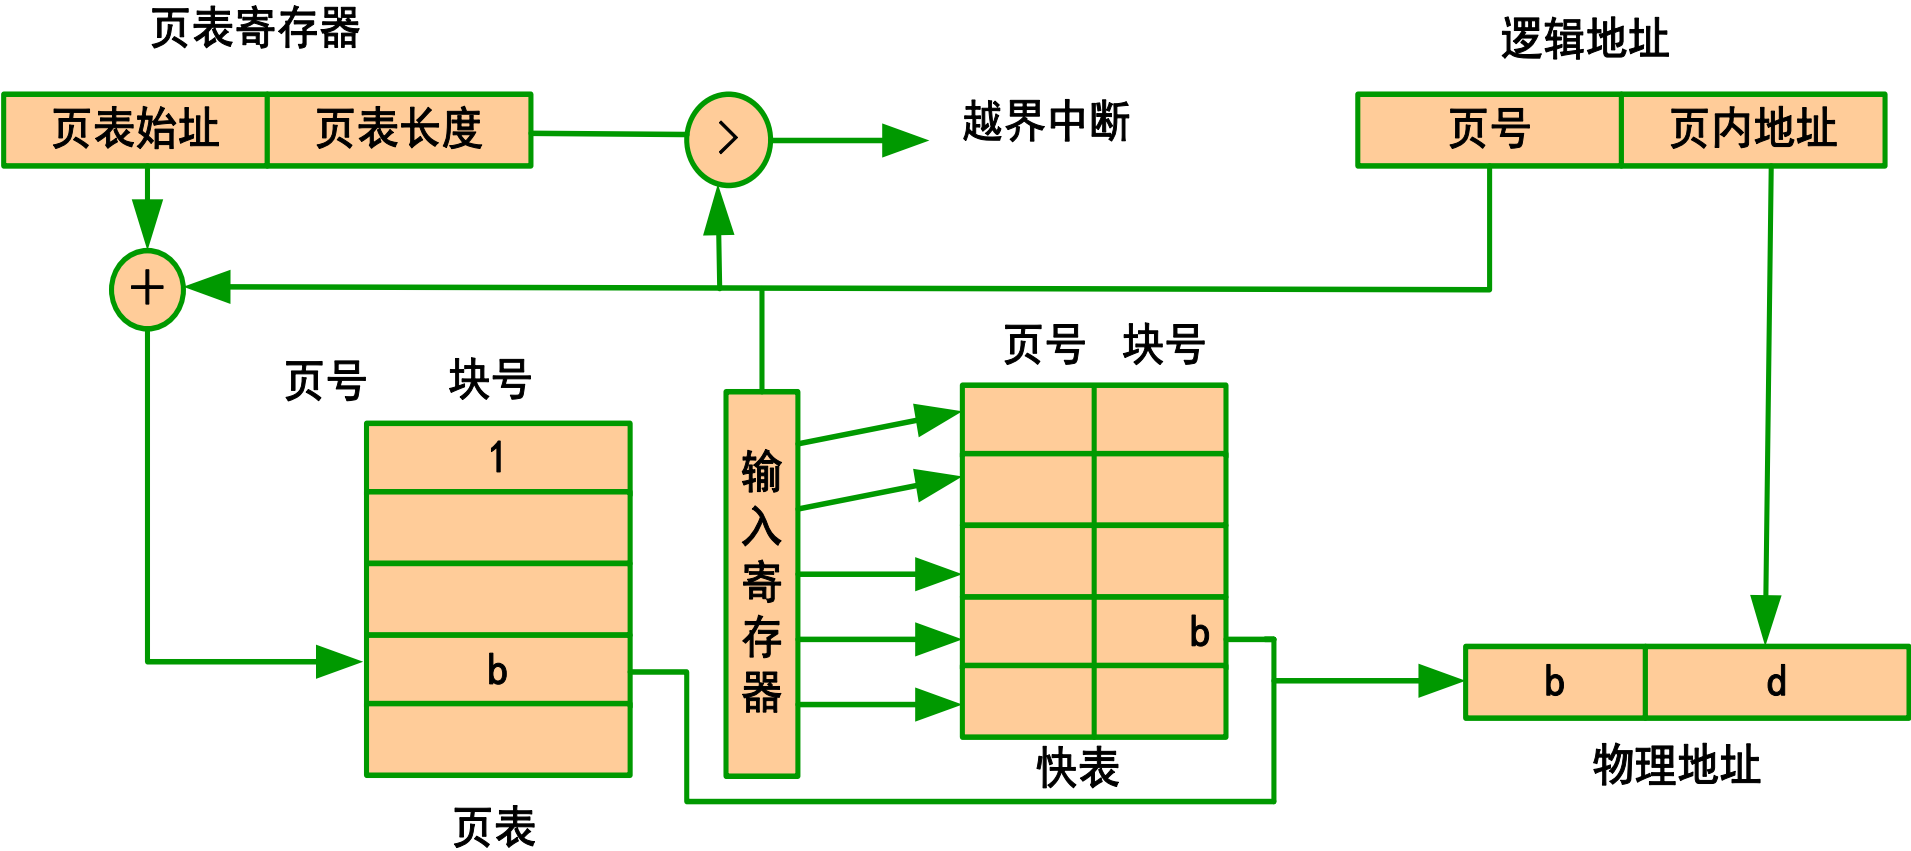 页表寄存器
逻辑地址
页表始址 页表长度
>
越界中断
页号 页内地址
+
页号 块号
页号 块号
1
输入寄存器
b
b
b d
快表
物理地址
页表